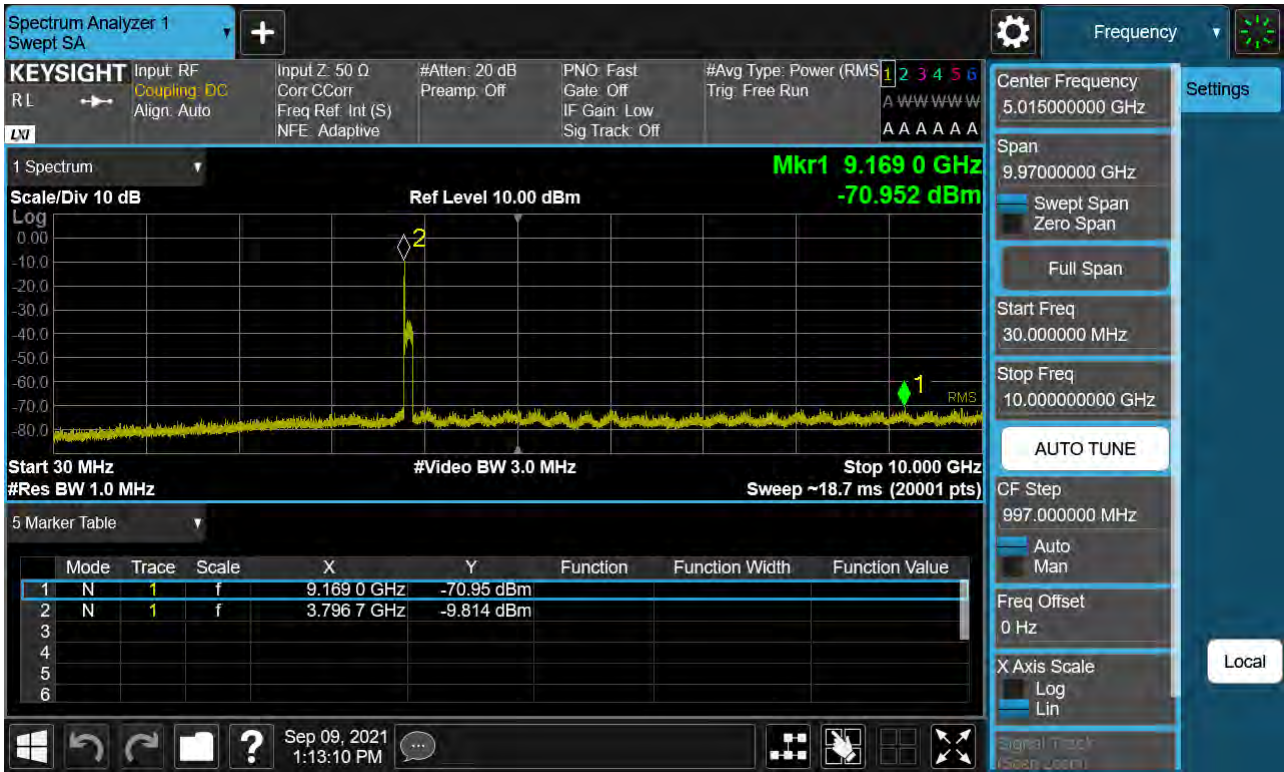 Spectrum Analyzer 1
Swept SA
Frequency
KEYSIGHT
RL
LXI
Input: RF
Coupling: DC
Align: Auto
Input Z: 50 Ω
Corr CCorr
Freq Ref: Int (S)
NFE: Adaptive
#Atten: 20 dB
Preamp: Off
PNO: Fast
Gate: Off
IF Gain: Low
Sig Track: Off
#Avg Type: Power (RMS
Trig: Free Run
1 2 3 4 5 6
A W W W W W
A A A A A A
1 Spectrum
Mkr1 9.169 0 GHz
-70.952 dBm
Scale/Div 10 dB
Ref Level 10.00 dBm
Log
0.00
-10.0
-20.0
-30.0
-40.0
-50.0
-60.0
-70.0
-80.0
2
1
RMS
Start 30 MHz
#Video BW 3.0 MHz
Stop 10.000 GHz
#Res BW 1.0 MHz
Sweep ~18.7 ms (20001 pts)
5 Marker Table
Mode Trace Scale X Y Function Function Width Function Value
1 N 1 f 9.169 0 GHz -70.95 dBm
2 N 1 f 3.796 7 GHz -9.814 dBm
3
4
5
6
Sep 09, 2021
1:13:10 PM
Center Frequency
5.015000000 GHz
Settings
Span
9.97000000 GHz
Swept Span
Zero Span
Full Span
Start Freq
30.000000 MHz
Stop Freq
10.000000000 GHz
AUTO TUNE
CF Step
997.000000 MHz
Auto
Man
Freq Offset
0 Hz
X Axis Scale
Log
Lin
Local
Signal Track
(Span Zoom)